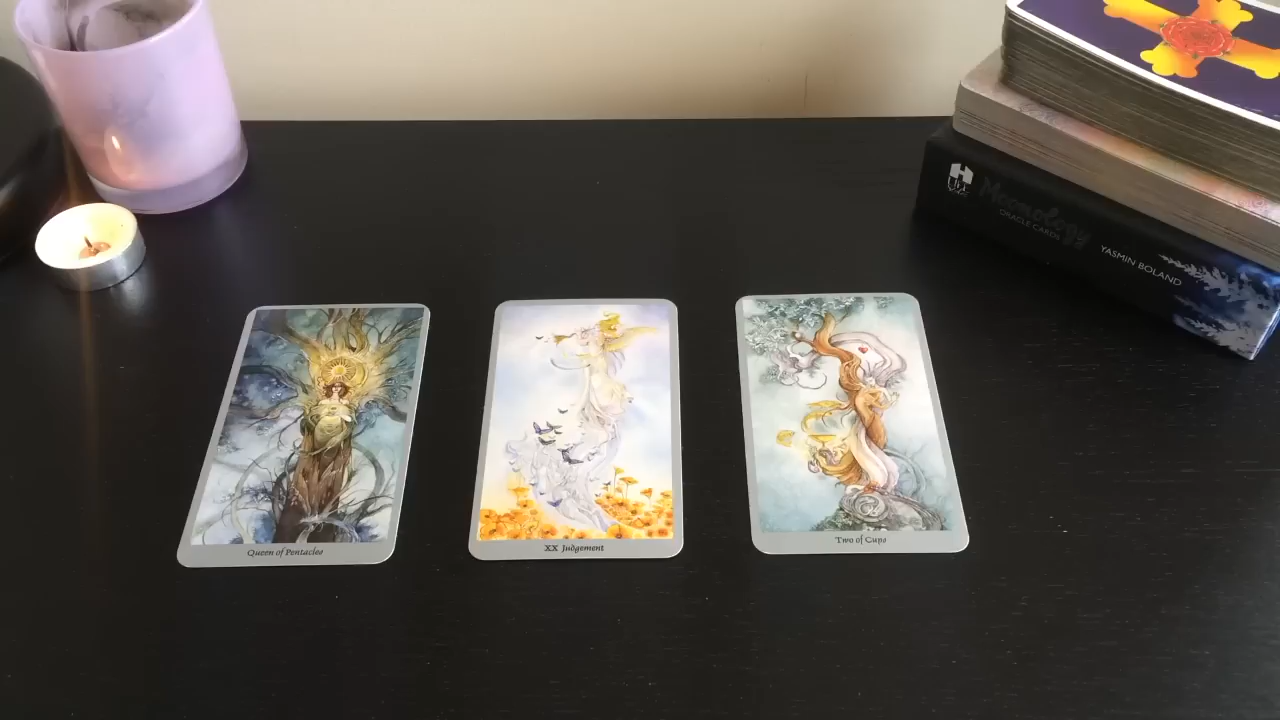 Moonology
ORACLE CARDS
YASMIN BOLAND
Queen of Pentacles
XX Judgement
Two of Cups